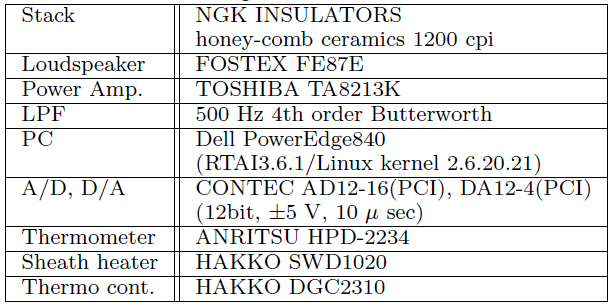 Stack NGK INSULATORS
honey-comb ceramics 1200 cpi
Loudspeaker FOSTEX FE87E
Power Amp. TOSHIBA TA8213K
LPF 500 Hz 4th order Butterworth
PC Dell PowerEdge840
(RTAI3.6.1/Linux kernel 2.6.20.21)
A/D, D/A CONTEC AD12-16(PCI), DA12-4(PCI)
(12bit, ±5 V, 10 μ sec)
Thermometer ANRITSU HPD-2234
Sheath heater HAKKO SWD1020
Thermo cont. HAKKO DGC2310